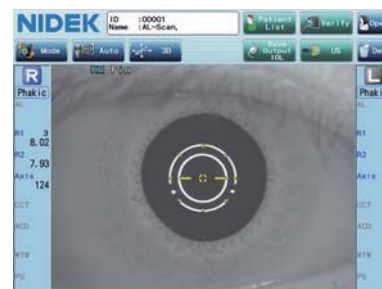 NIDEK
ID :00001
Name :AL-Scan,
Patient List
Verify
Mode
Auto
3D
Save Output IOL
US
R
Phakic
AL
R1 3
8.02
R2
7.93
Axis
124
CCT
ACD
WTW
PS
L
Phaki
AL
R1
R2
Axis
CCT
ACD
WTW
PS